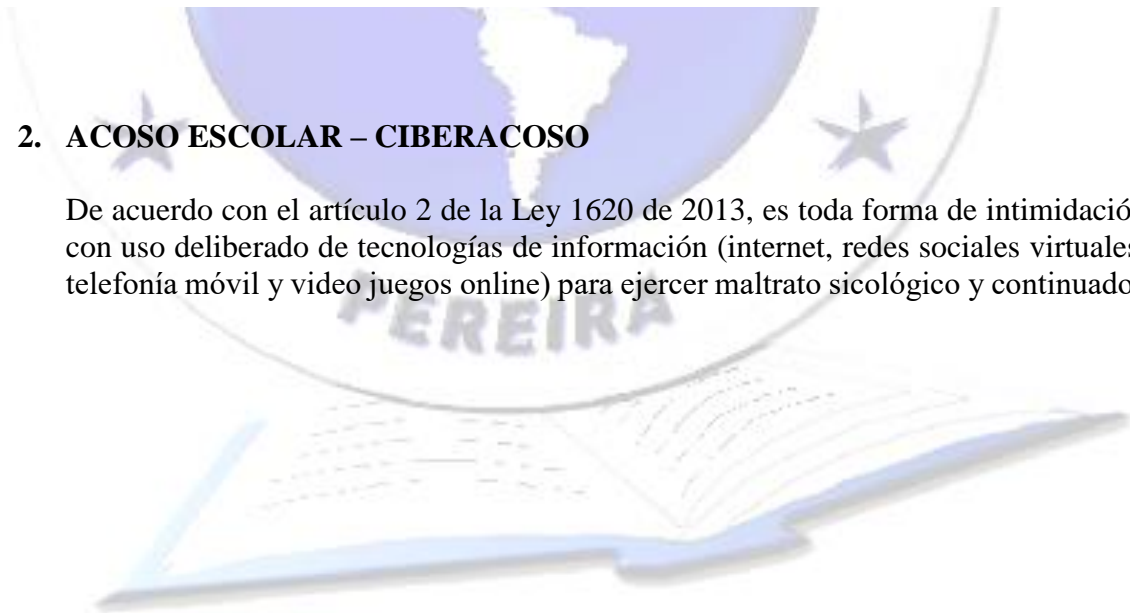 2. ACOSO ESCOLAR – CIBERACOSO
De acuerdo con el artículo 2 de la Ley 1620 de 2013, es toda forma de intimidació
con uso deliberado de tecnologías de información (internet, redes sociales virtuales
telefonía móvil y video juegos online) para ejercer maltrato sicológico y continuado
PEREIRA